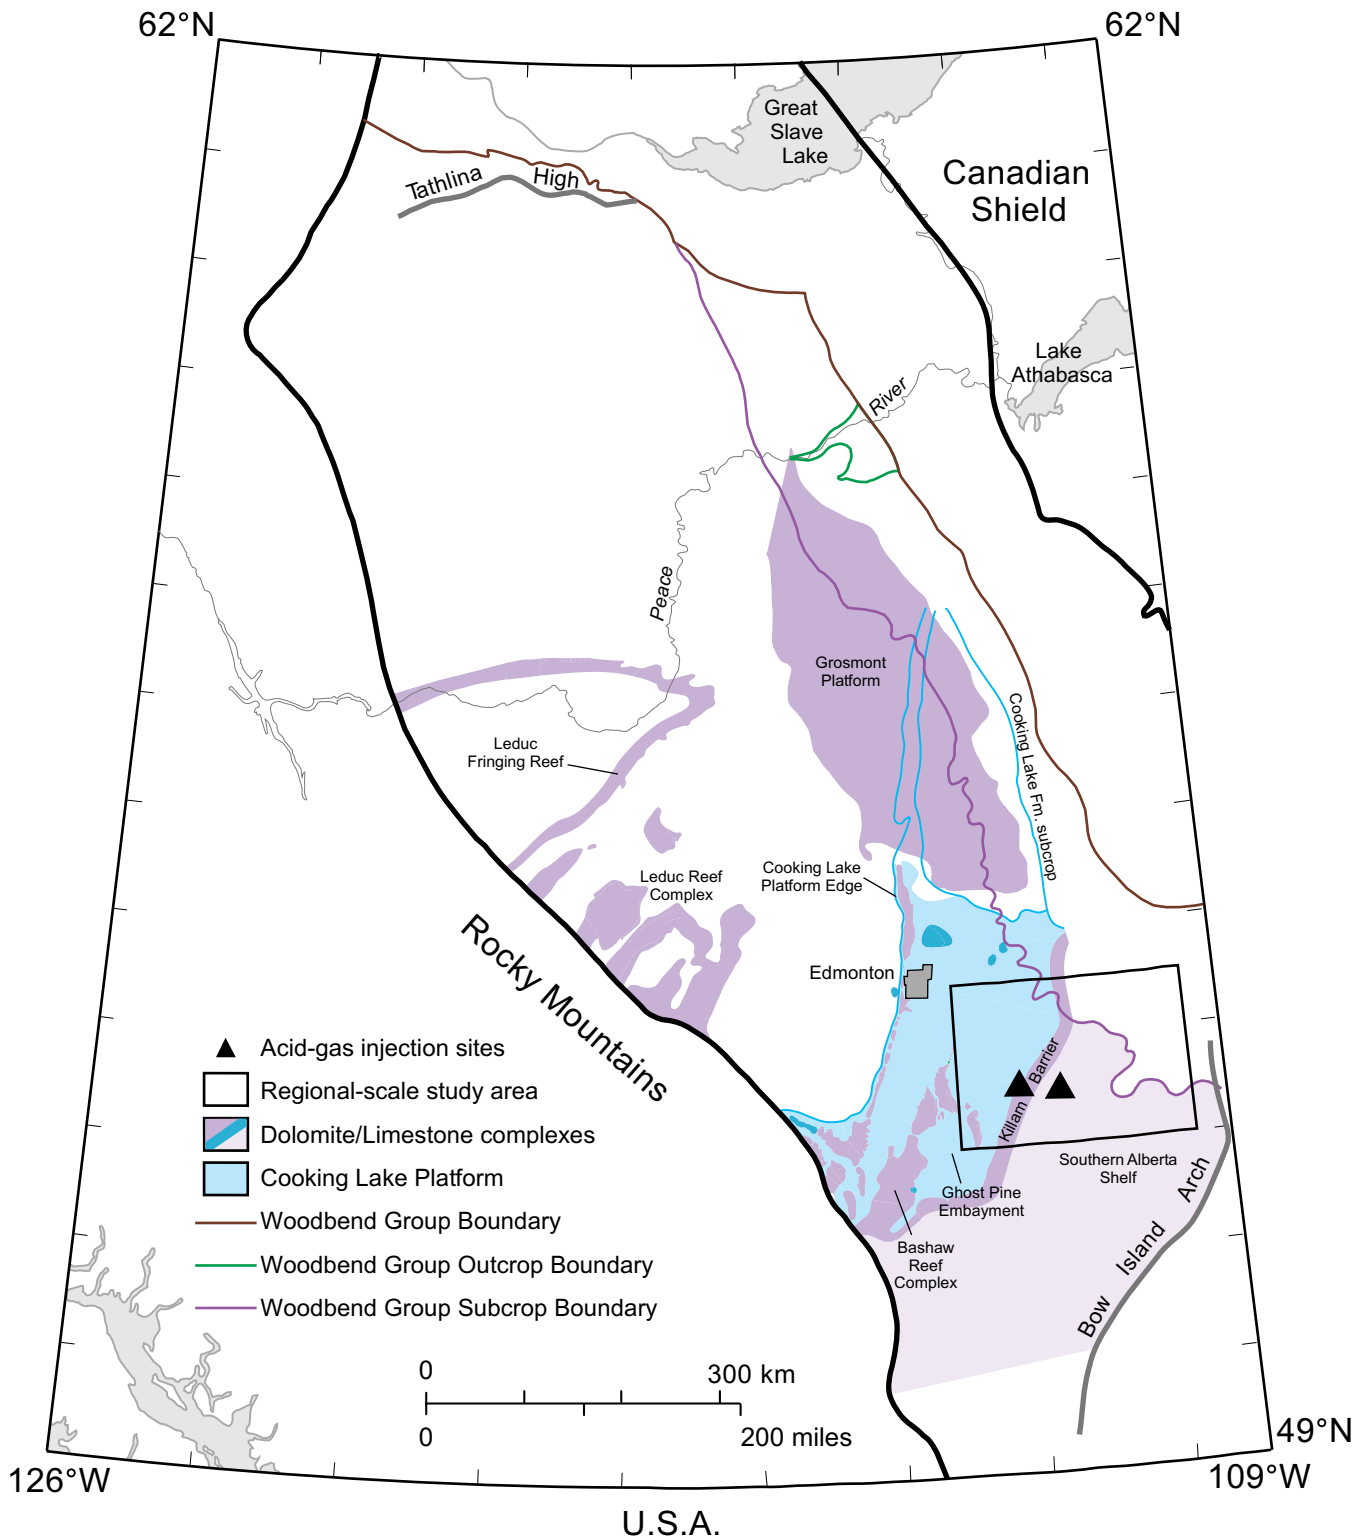 62°N
62°N
Great
Slave
Lake
Canadian
Shield
Tathlina High
Lake
Athabasca
River
Peace
Grosmont
Platform
Cooking Lake Fm. subcrop
Leduc
Fringing Reef
Leduc Reef
Complex
Cooking Lake
Platform Edge
Edmonton
Rocky Mountains
Killam Barrier
Southern Alberta
Shelf
Ghost Pine
Embayment
Bashaw
Reef
Complex
Bow Island Arch
Acid-gas injection sites
Regional-scale study area
Dolomite/Limestone complexes
Cooking Lake Platform
Woodbend Group Boundary
Woodbend Group Outcrop Boundary
Woodbend Group Subcrop Boundary
0 300 km
0 200 miles
49°N
126°W
109°W
U.S.A.